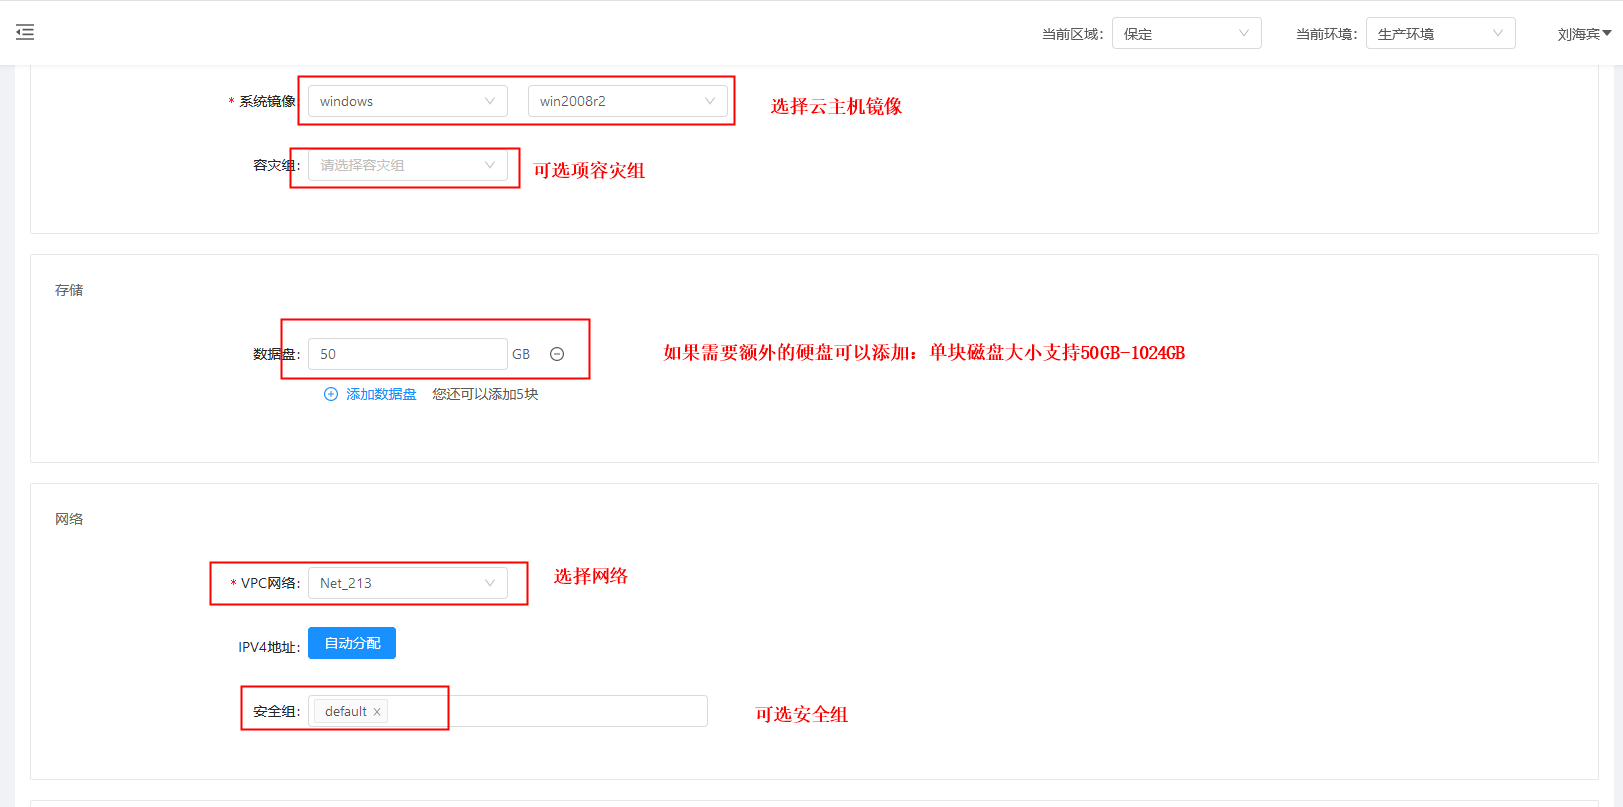 当前区域： 保定 当前环境： 生产环境 刘海宾
* 系统镜像 windows win2008r2 选择云主机镜像
容灾组： 请选择容灾组 可选项容灾组
存储
数据盘： 50 GB 如果需要额外的硬盘可以添加：单块磁盘大小支持50GB-1024GB
添加数据盘 您还可以添加5块
网络
* VPC网络： Net_213 选择网络
IPV4地址： 自动分配
安全组： default x 可选安全组